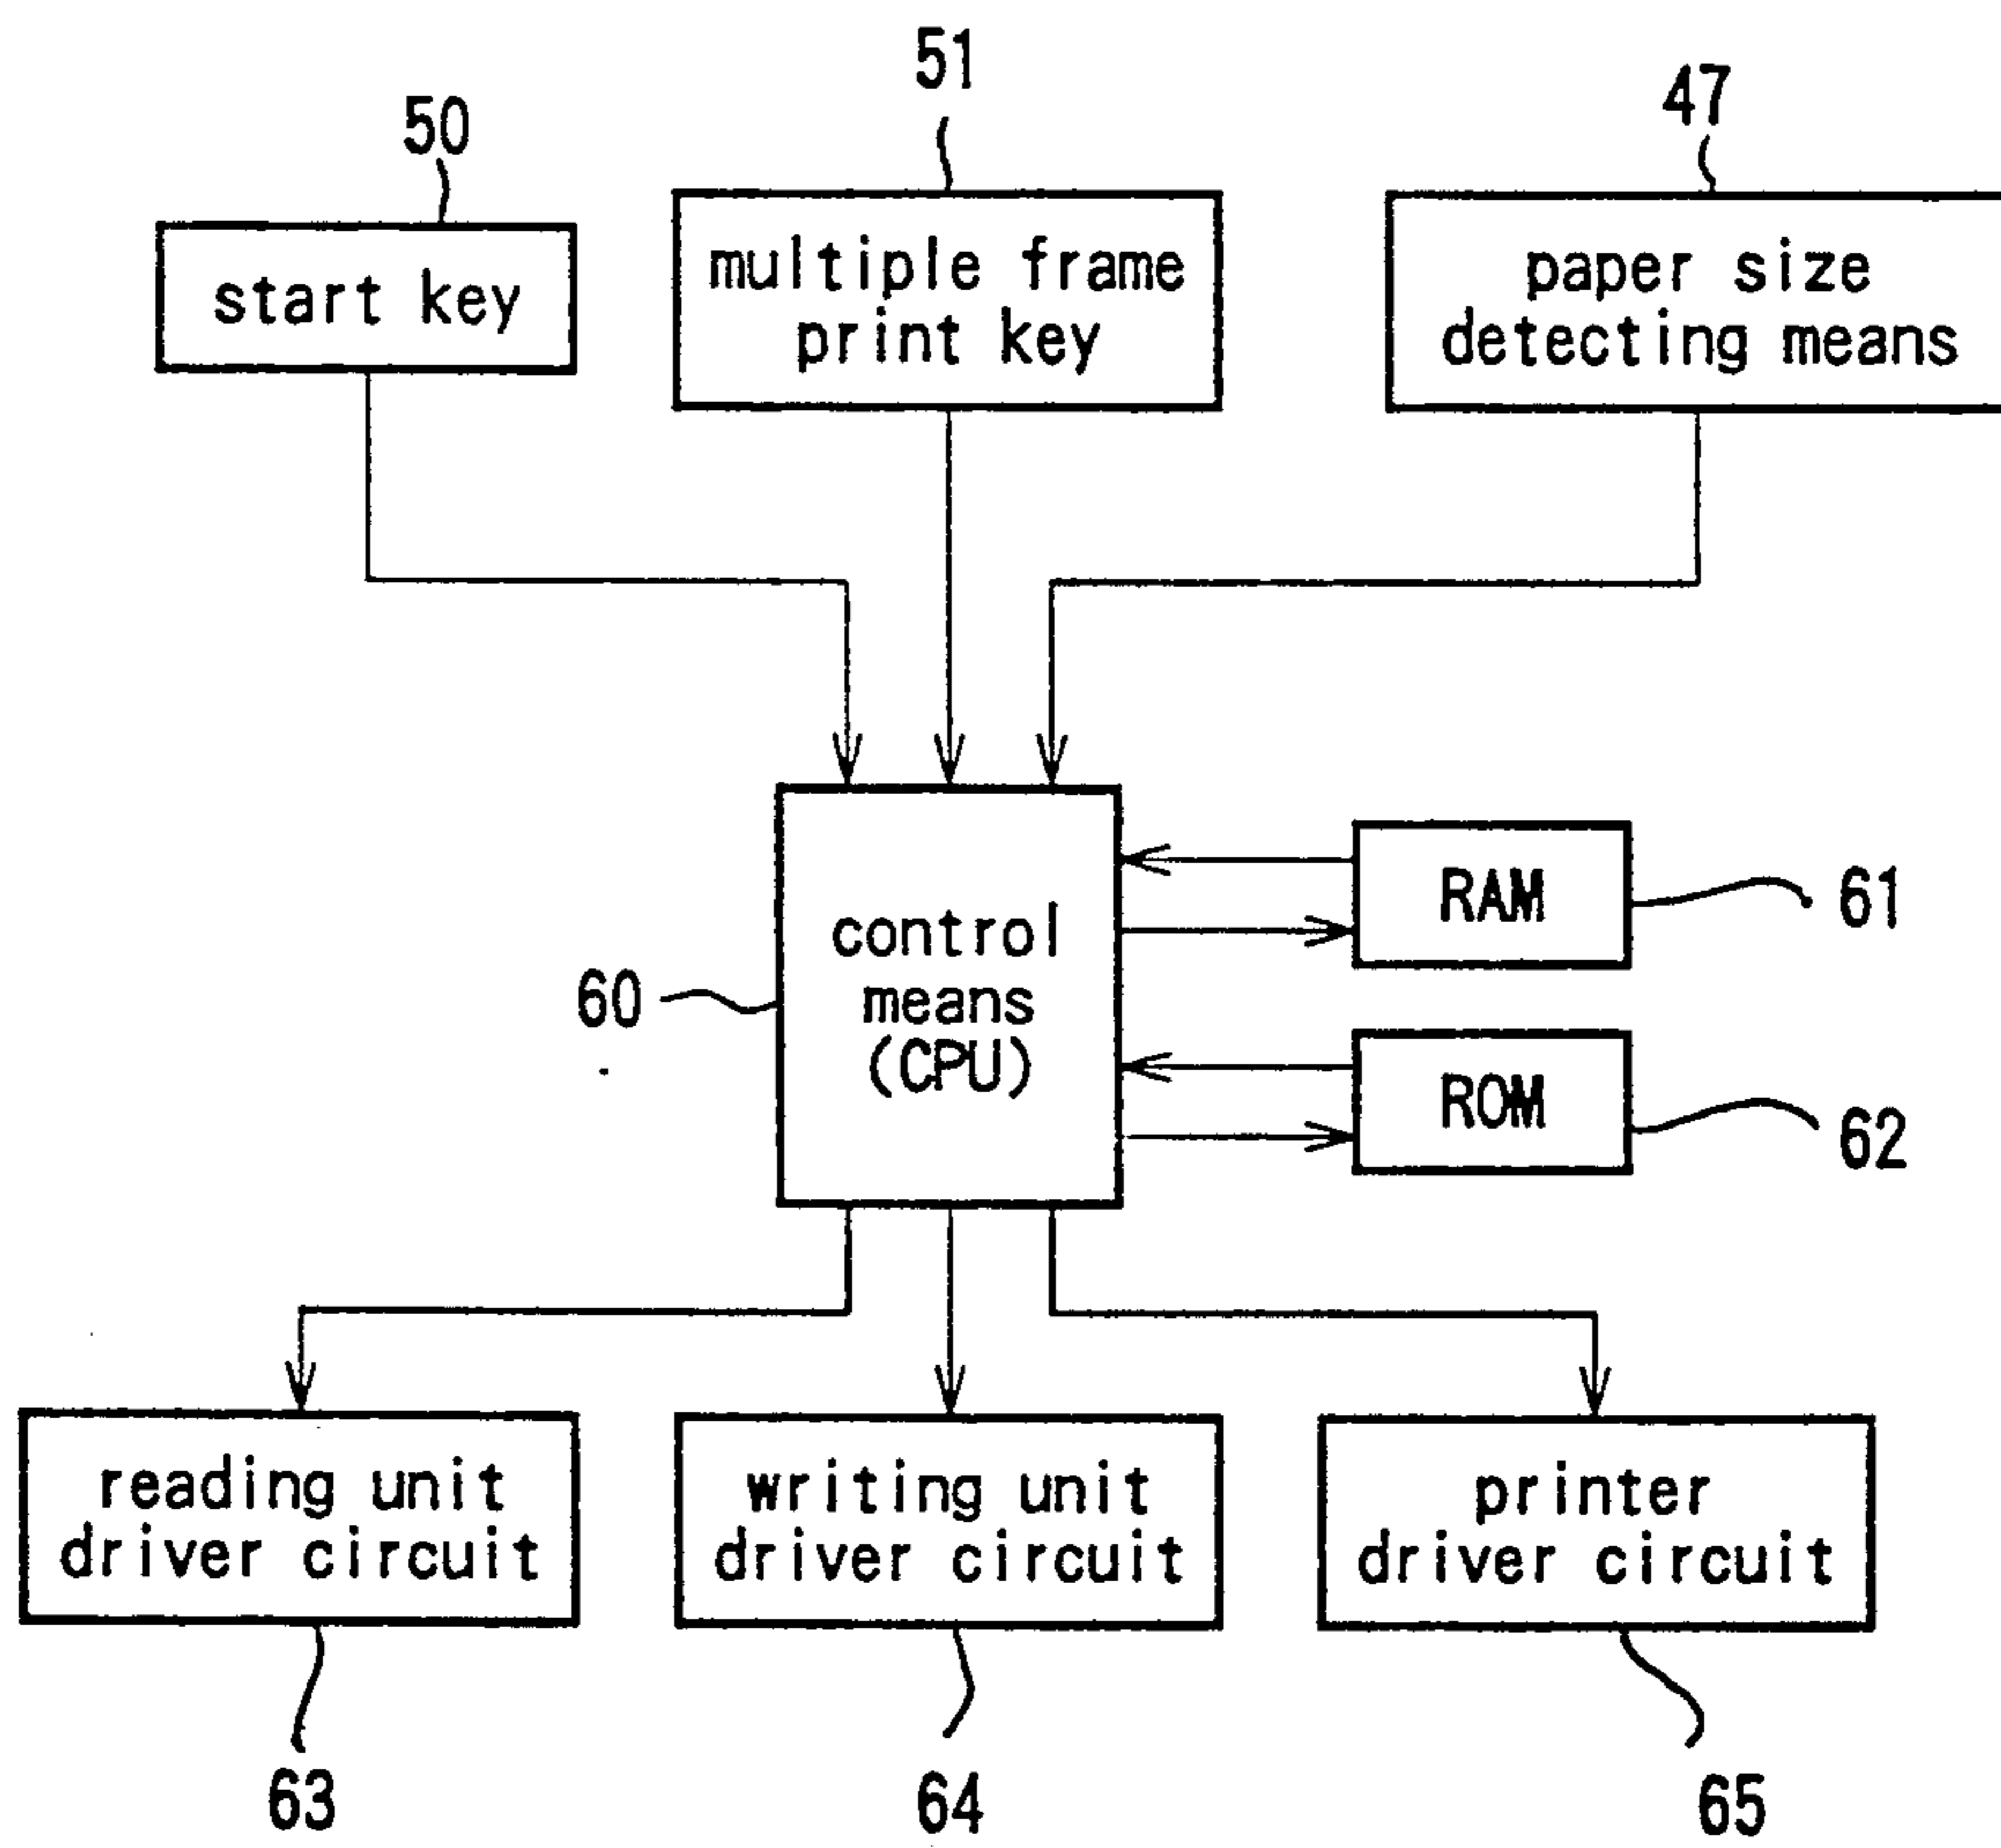 51
47
50
start key
multiple frame
print key
paper size
detecting means
RAM
61
control
means
(CPU)
60
ROM
62
reading unit
driver circuit
writing unit
driver circuit
printer
driver circuit
63
64
65